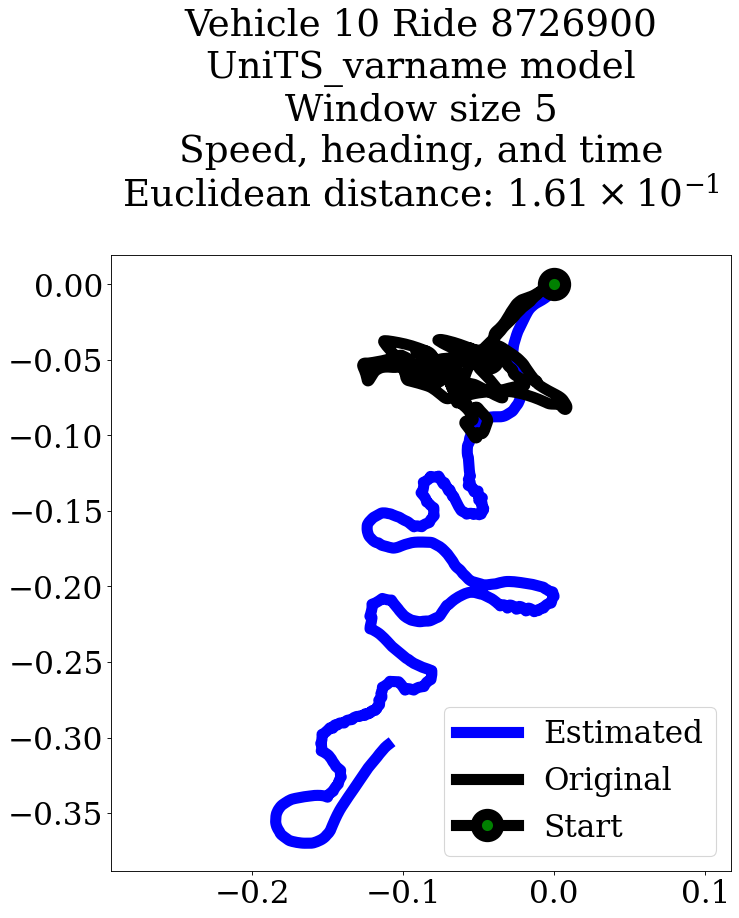 Vehicle 10 Ride 8726900
UniTS_varname model
Window size 5
Speed, heading, and time
Euclidean distance: 1.61 × 10⁻¹
0.00
−0.05
−0.10
−0.15
−0.20
−0.25
−0.30
−0.35
Estimated
Original
Start
−0.2 −0.1 0.0 0.1